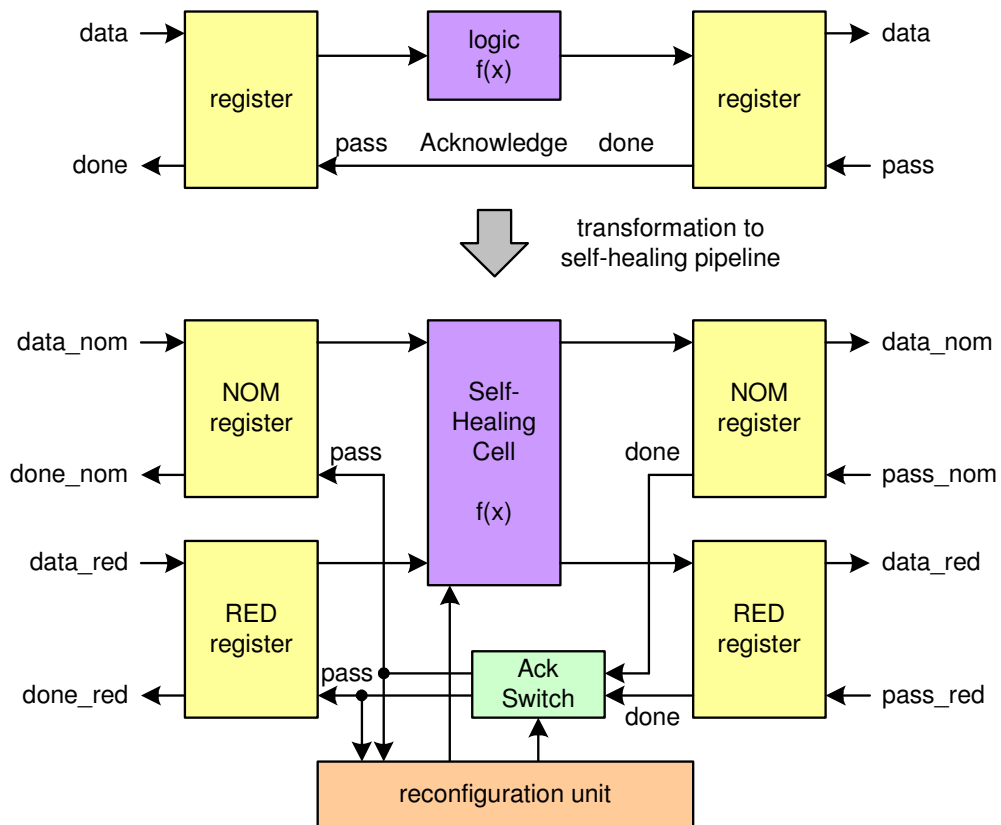 data
logic
f(x)
data
register
register
done
pass Acknowledge done
pass
transformation to
self-healing pipeline
data_nom
data_nom
NOM
register
Self-
Healing
Cell
f(x)
NOM
register
done_nom
pass
done
pass_nom
data_red
data_red
RED
register
RED
register
done_red
pass
Ack
Switch
done
pass_red
reconfiguration unit